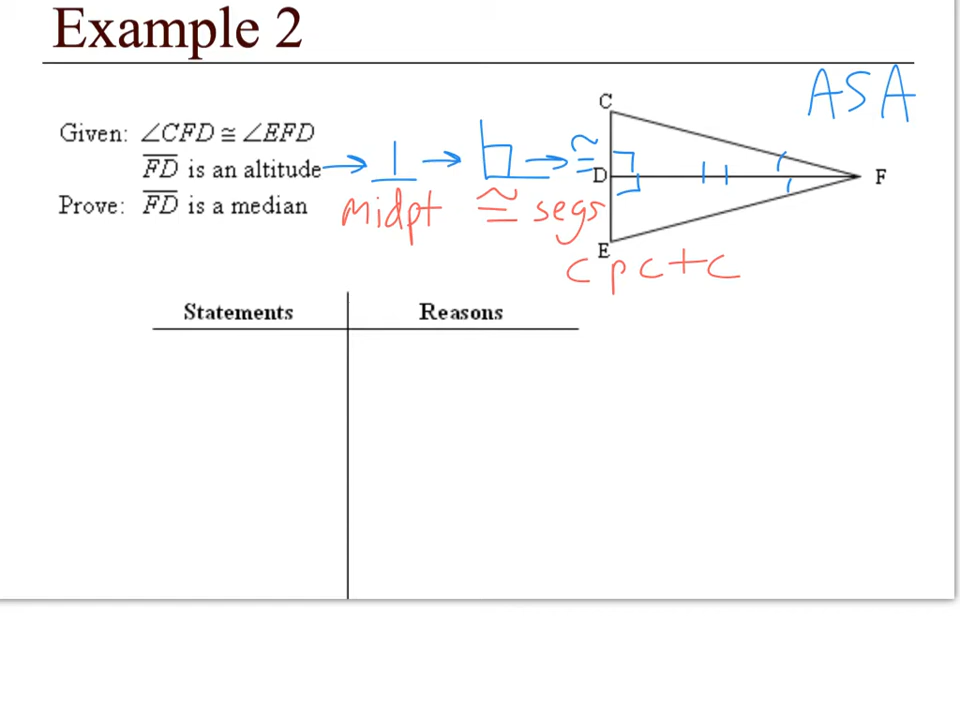 Example 2
Given: ∠CFD ≅ ∠EFD
FD is an altitude → ⊥ → → ≅
Prove: FD is a median
midpt ≅ segs
cpctc
ASA
C
D
E
F
Statements Reasons